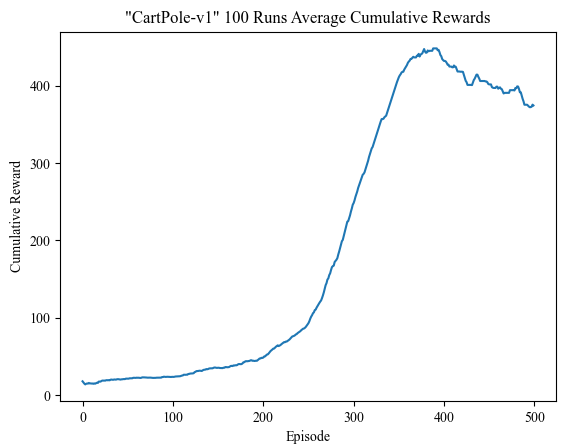 "CartPole-v1" 100 Runs Average Cumulative Rewards
Cumulative Reward
400
300
200
100
0
0 100 200 300 400 500
Episode